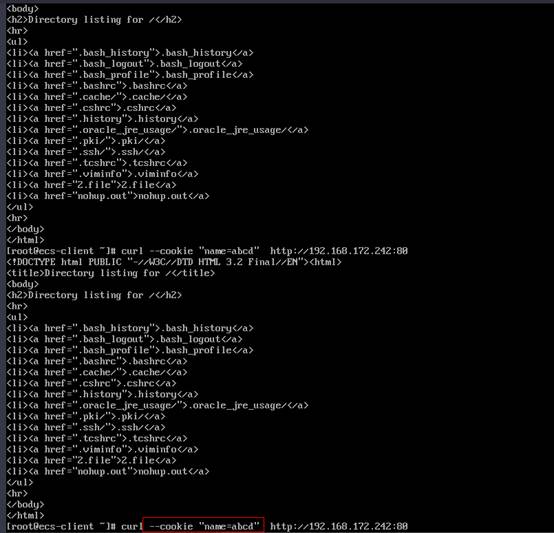 <body>
<h2>Directory listing for /</h2>
<hr>
<ul>
<li><a href=".bash_history">.bash_history</a>
<li><a href=".bash_logout">.bash_logout</a>
<li><a href=".bash_profile">.bash_profile</a>
<li><a href=".bashrc">.bashrc</a>
<li><a href=".cache/">.cache/</a>
<li><a href=".cshrc">.cshrc</a>
<li><a href=".history">.history</a>
<li><a href=".oracle_jre_usage/">.oracle_jre_usage/</a>
<li><a href=".pki/">.pki/</a>
<li><a href=".ssh/">.ssh/</a>
<li><a href=".tcshrc">.tcshrc</a>
<li><a href=".viminfo">.viminfo</a>
<li><a href="2.file">2.file</a>
<li><a href="nohup.out">nohup.out</a>
</ul>
<hr>
</body>
</html>
[root@ecs-client ~]# curl --cookie "name=abcd"  http://192.168.172.242:80
<!DOCTYPE html PUBLIC "-//W3C//DTD HTML 3.2 Final//EN"><html>
<title>Directory listing for /</title>
<body>
<h2>Directory listing for /</h2>
<hr>
<ul>
<li><a href=".bash_history">.bash_history</a>
<li><a href=".bash_logout">.bash_logout</a>
<li><a href=".bash_profile">.bash_profile</a>
<li><a href=".bashrc">.bashrc</a>
<li><a href=".cache/">.cache/</a>
<li><a href=".cshrc">.cshrc</a>
<li><a href=".history">.history</a>
<li><a href=".oracle_jre_usage/">.oracle_jre_usage/</a>
<li><a href=".pki/">.pki/</a>
<li><a href=".ssh/">.ssh/</a>
<li><a href=".tcshrc">.tcshrc</a>
<li><a href=".viminfo">.viminfo</a>
<li><a href="2.file">2.file</a>
<li><a href="nohup.out">nohup.out</a>
</ul>
<hr>
</body>
</html>
[root@ecs-client ~]# curl --cookie "name=abcd"  http://192.168.172.242:80